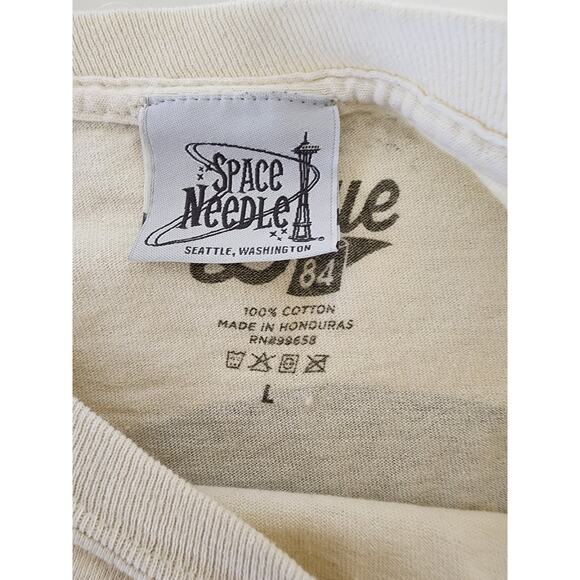 SPACE
NEEDLE
SEATTLE, WASHINGTON
84
100% COTTON
MADE IN HONDURAS
RN#99658
L